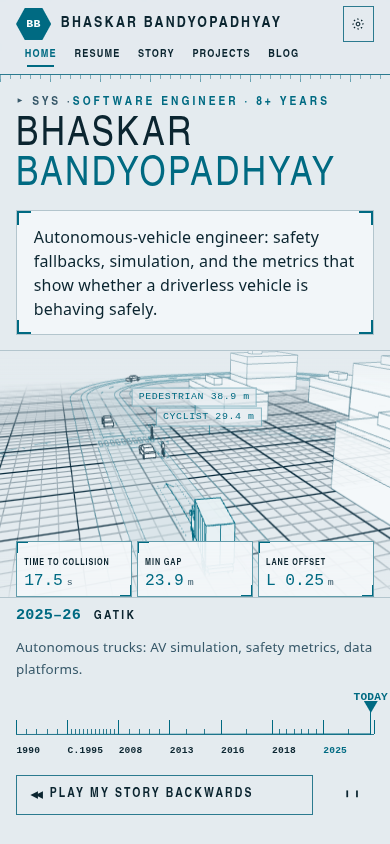 BB BHASKAR BANDYOPADHYAY
HOME RESUME STORY PROJECTS BLOG
▸ SYS ·SOFTWARE ENGINEER · 8+ YEARS
BHASKAR
BANDYOPADHYAY
Autonomous-vehicle engineer: safety
fallbacks, simulation, and the metrics that
show whether a driverless vehicle is
behaving safely.
PEDESTRIAN 38.9 m
CYCLIST 29.4 m
TIME TO COLLISION MIN GAP LANE OFFSET
17.5 s 23.9 m L 0.25 m
2025–26 GATIK
Autonomous trucks: AV simulation, safety metrics, data
platforms.
TODAY
1990 C.1995 2008 2013 2016 2018 2025
◀◀ PLAY MY STORY BACKWARDS